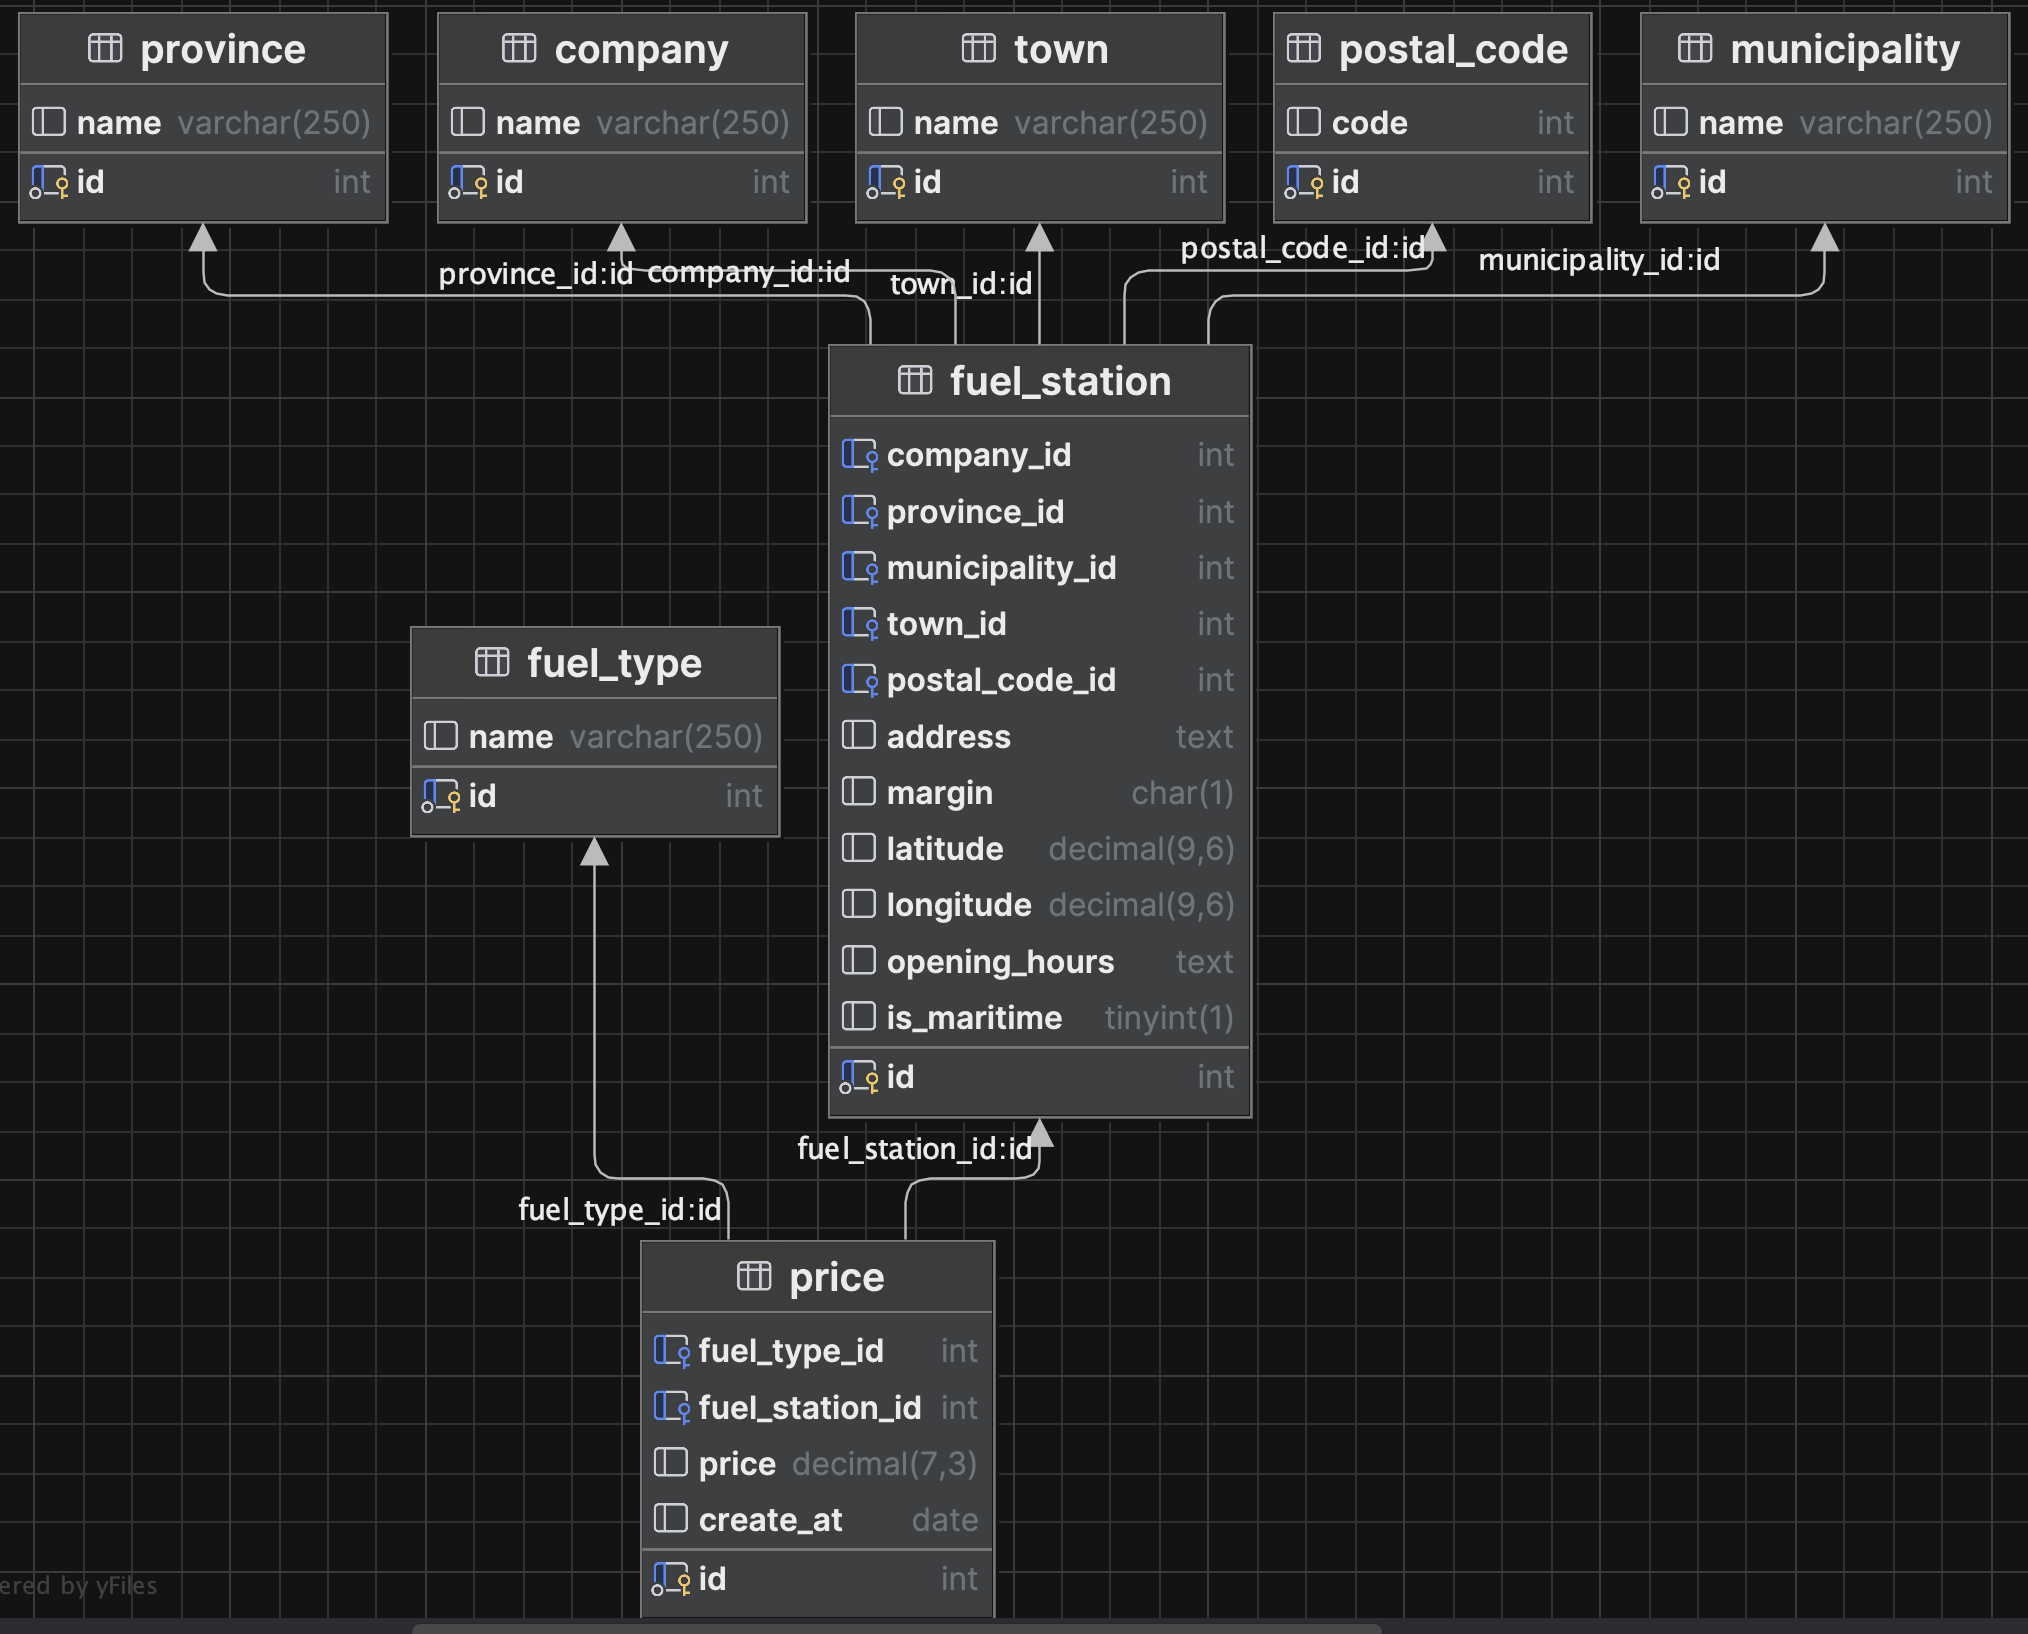 province
name varchar(250)
id int
company
name varchar(250)
id int
town
name varchar(250)
id int
postal_code
code int
id int
municipality
name varchar(250)
id int
province_id:id
company_id:id
town_id:id
postal_code_id:id
municipality_id:id
fuel_station
company_id int
province_id int
municipality_id int
town_id int
postal_code_id int
address text
margin char(1)
latitude decimal(9,6)
longitude decimal(9,6)
opening_hours text
is_maritime tinyint(1)
id int
fuel_type
name varchar(250)
id int
fuel_station_id:id
fuel_type_id:id
price
fuel_type_id int
fuel_station_id int
price decimal(7,3)
create_at date
id int
ered by yFiles